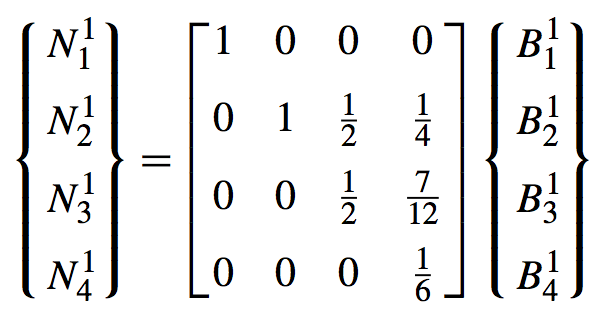 N_1^1 = 1 0 0 0 B_1^1
N_2^1 0 1 1/2 1/4 B_2^1
N_3^1 0 0 1/2 7/12 B_3^1
N_4^1 0 0 0 1/6 B_4^1